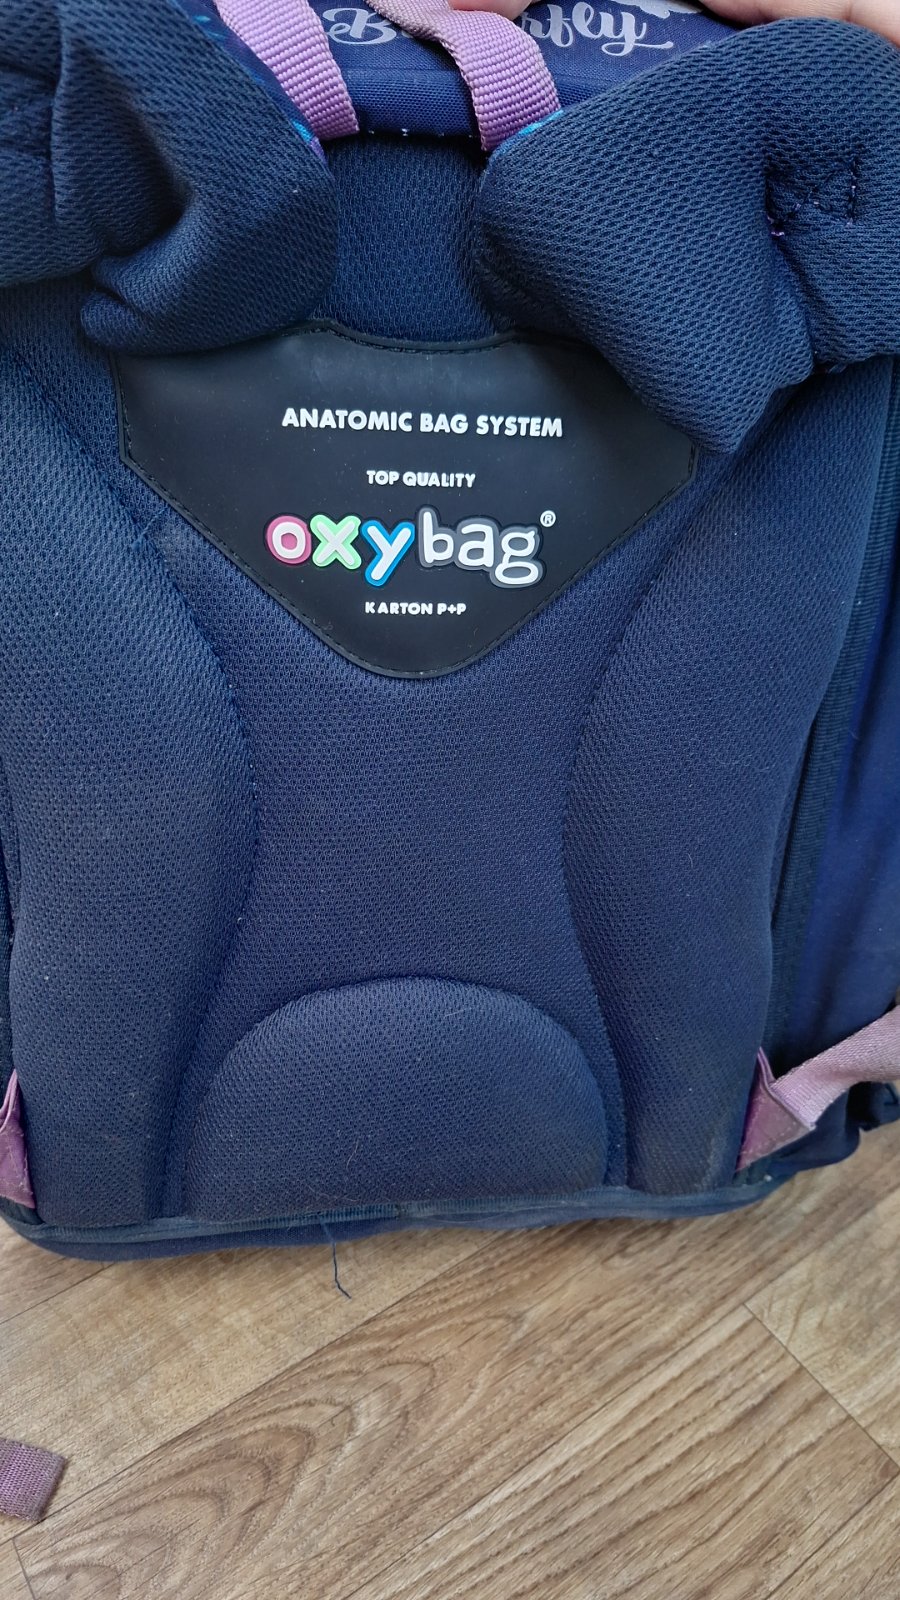 ANATOMIC BAG SYSTEM
TOP QUALITY
oxybag®
KARTON P+P